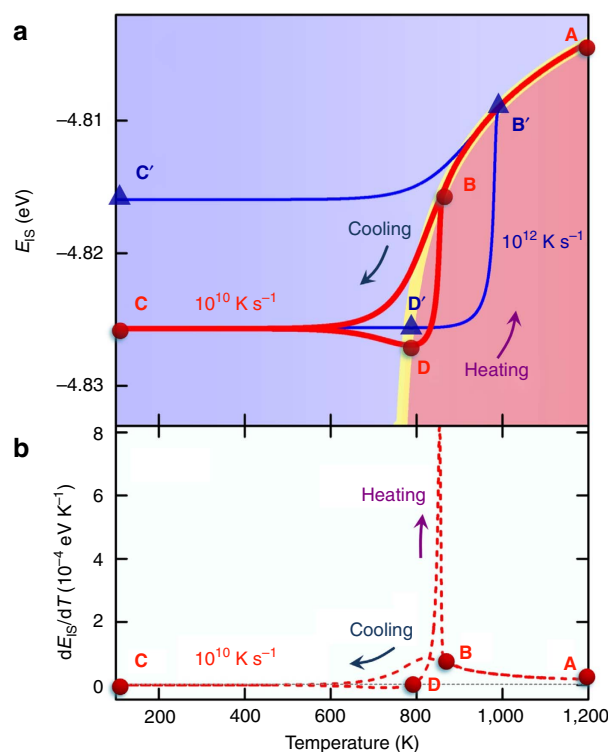 a
A
−4.81
B′
C′
B
E_IS (eV)
Cooling
10^12 K s^−1
−4.82
C
10^10 K s^−1
D′
D
Heating
−4.83
b
8
6
Heating
dE_IS/dT (10^−4 eV K^−1)
4
2
Cooling
C
10^10 K s^−1
B
A
D
0
200 400 600 800 1,000 1,200
Temperature (K)